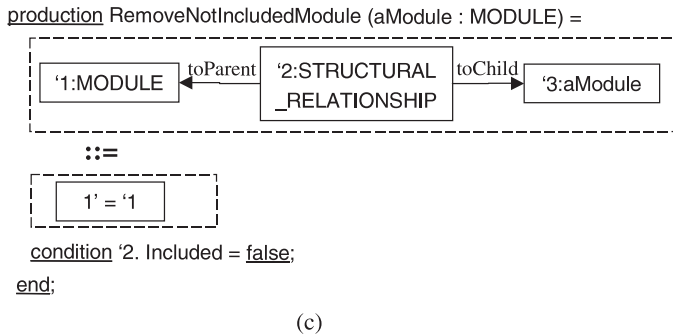 production RemoveNotIncludedModule (aModule : MODULE) =
‘1:MODULE
toParent
‘2:STRUCTURAL
_RELATIONSHIP
toChild
‘3:aModule
::=
1’ = ‘1
condition ‘2. Included = false;
end;
(c)